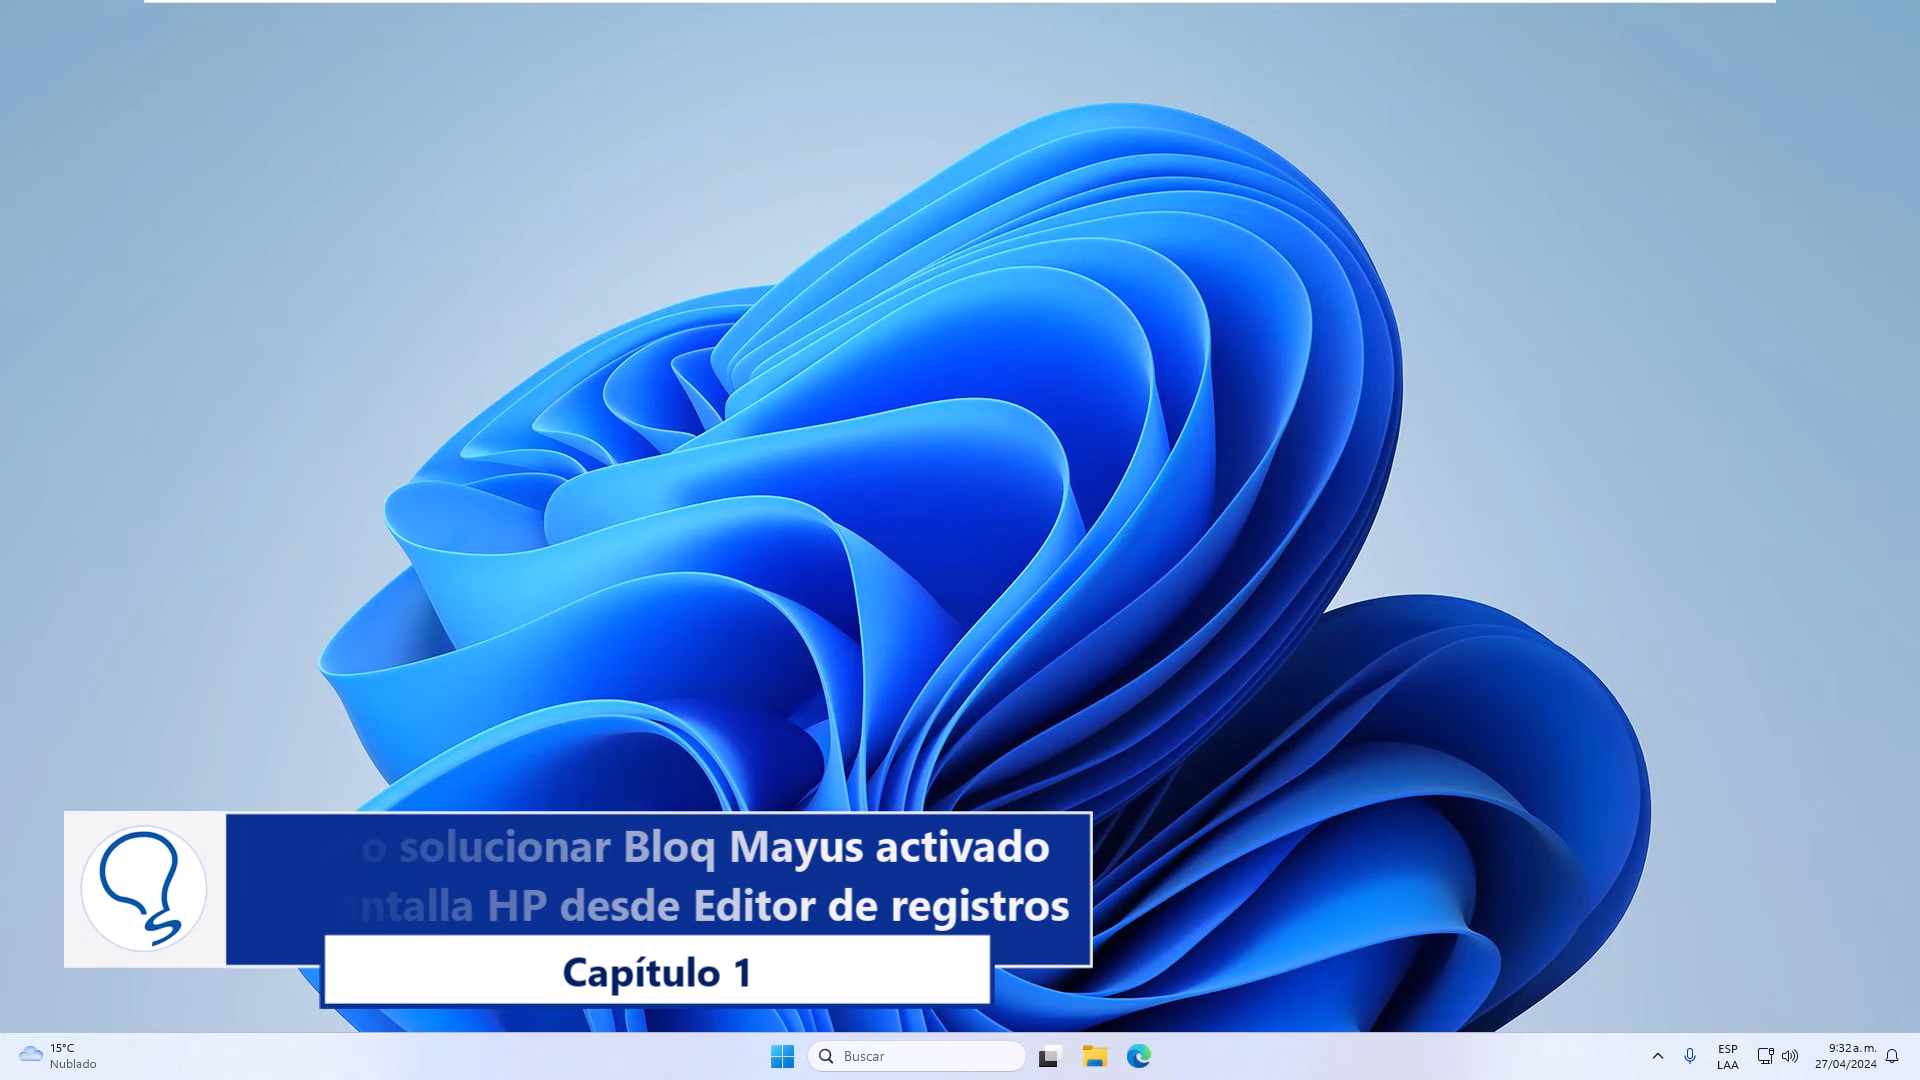 solucionar Bloq Mayus activado
HP desde Editor de registros
Capítulo 1
15°C
Nublado
Buscar
ESP
LAA
9:32 a. m.
27/04/2024